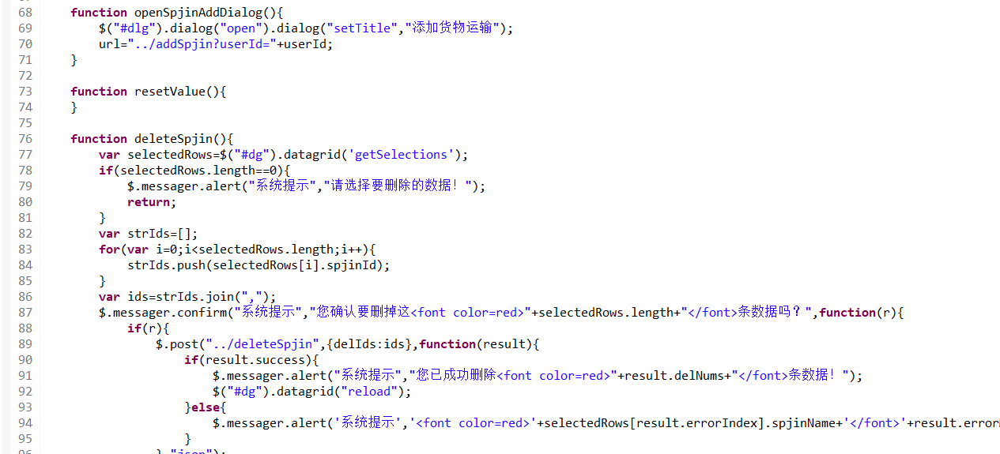 68 function openSpjinAddDialog(){
69 $("#dlg").dialog("open").dialog("setTitle","添加货物运输");
70 url="../addSpjin?userId="+userId;
71 }
72
73 function resetValue(){
74 }
75
76 function deleteSpjin(){
77 var selectedRows=$("#dg").datagrid('getSelections');
78 if(selectedRows.length==0){
79 $.messager.alert("系统提示","请选择要删除的数据！");
80 return;
81 }
82 var strIds=[];
83 for(var i=0;i<selectedRows.length;i++){
84 strIds.push(selectedRows[i].spjinId);
85 }
86 var ids=strIds.join(",");
87 $.messager.confirm("系统提示","您确认要删掉这<font color=red>"+selectedRows.length+"</font>条数据吗？",function(r){
88 if(r){
89 $.post("../deleteSpjin",{delIds:ids},function(result){
90 if(result.success){
91 $.messager.alert("系统提示","您已成功删除<font color=red>"+result.delNums+"</font>条数据！");
92 $("#dg").datagrid("reload");
93 }else{
94 $.messager.alert('系统提示','<font color=red>'+selectedRows[result.errorIndex].spjinName+'</font>'+result.error
95 }
96 },"json");